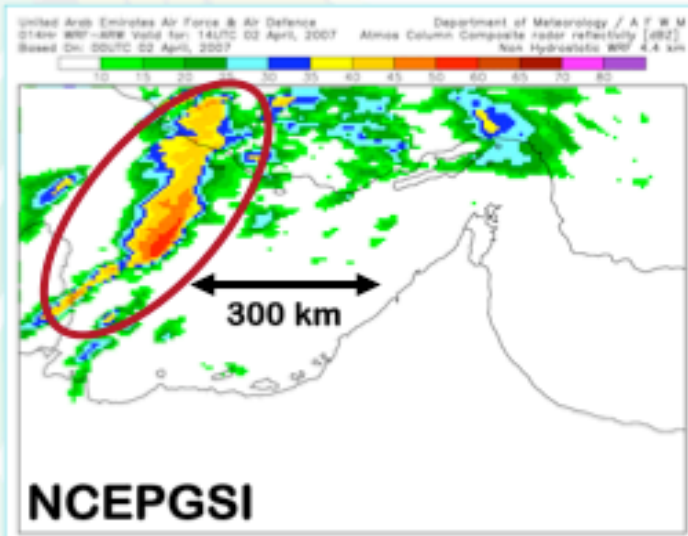 United Arab Emirates Air Force & Air Defence
Department of Meteorology / A F W M
014Hr WRF-ARW Valid for: 14UTC 02 April, 2007
Atmos Column Composite radar reflectivity [dBZ]
Based On: 00UTC 02 April, 2007
Non Hydrostatic WRF 4.4 km
10 15 20 25 30 35 40 45 50 60 65 70 80
300 km
NCEPGSI